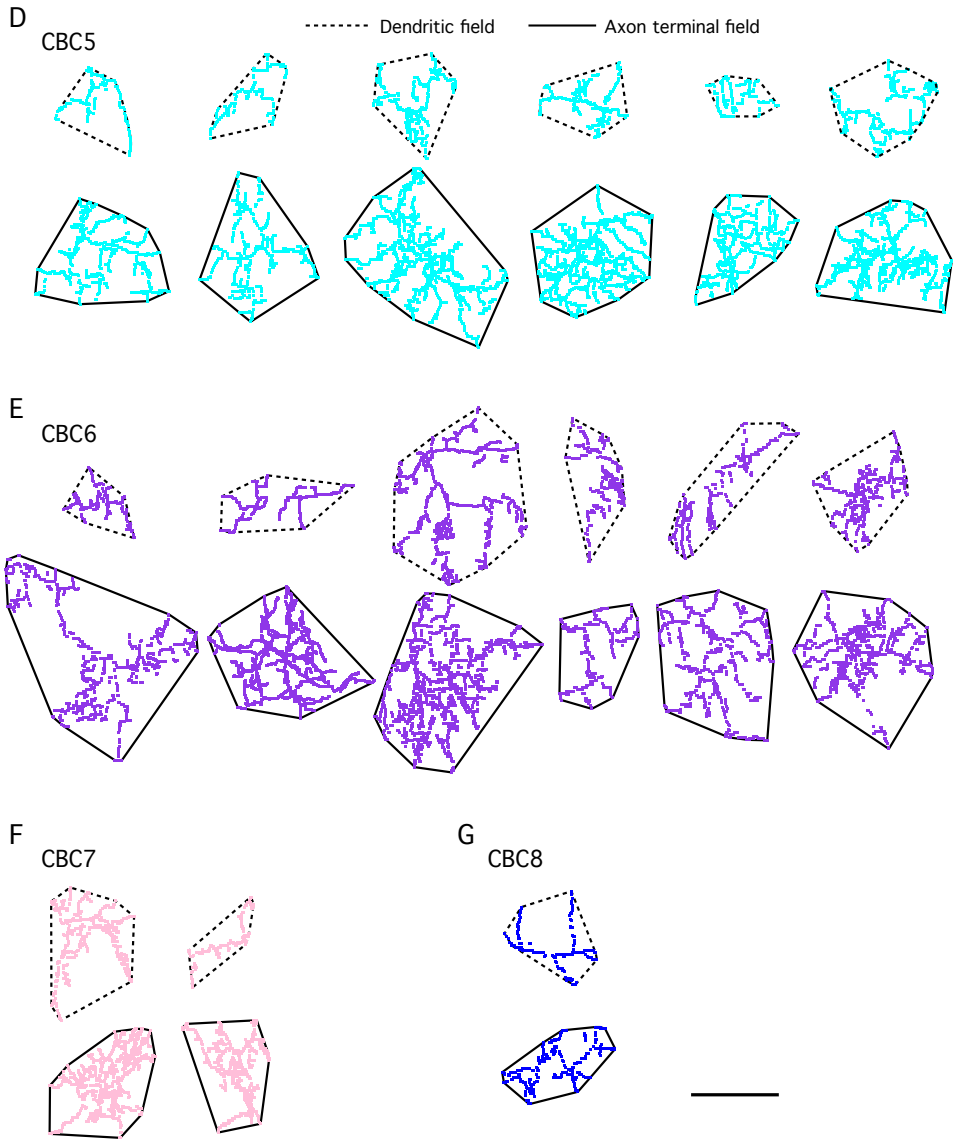 D
CBC5
Dendritic field
Axon terminal field
E
CBC6
F
CBC7
G
CBC8